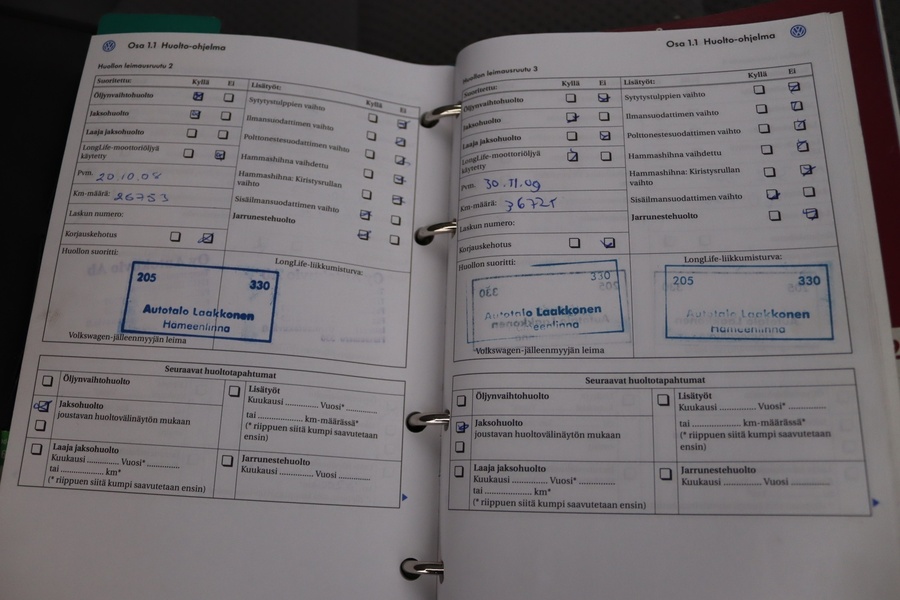 Osa 1.1 Huolto-ohjelma
Huollon leimausruutu 2
Suoritettu: Kyllä Ei
Öljynvaihtohuolto
Jaksohuolto
Laaja jaksohuolto
LongLife-moottoriöljyä
käytetty
Pvm. 20.10.08
Km-määrä: 26753
Laskun numero:
Korjauskehotus
Lisätyöt:
Kyllä Ei
Sytytystulppien vaihto
Ilmansuodattimen vaihto
Polttonestesuodattimen vaihto
Hammashihna vaihdettu
Hammashihna: Kiristysrullan
vaihto
Sisäilmansuodattimen vaihto
Jarrunestehuolto
Huollon suoritti:
LongLife-liikkumisturva:
205 330
Autotalo Laakkonen
Hämeenlinna
Volkswagen-jälleenmyyjän leima
Seuraavat huoltotapahtumat
Öljynvaihtohuolto
Jaksohuolto
joustavan huoltovälinäytön mukaan
Laaja jaksohuolto
Kuukausi .............. Vuosi* ..............
tai .................... km*
(* riippuen siitä kumpi saavutetaan ensin)
Lisätyöt
Kuukausi .............. Vuosi* ..............
tai .................... km-määrässä*
(* riippuen siitä kumpi saavutetaan
ensin)
Jarrunestehuolto
Kuukausi .............. Vuosi ..............
Osa 1.1 Huolto-ohjelma
Huollon leimausruutu 3
Suoritettu: Kyllä Ei
Öljynvaihtohuolto
Jaksohuolto
Laaja jaksohuolto
LongLife-moottoriöljyä
käytetty
Pvm. 30.11.09
Km-määrä:
Laskun numero:
Korjauskehotus
Lisätyöt:
Kyllä Ei
Sytytystulppien vaihto
Ilmansuodattimen vaihto
Polttonestesuodattimen vaihto
Hammashihna vaihdettu
Hammashihna: Kiristysrullan
vaihto
Sisäilmansuodattimen vaihto
Jarrunestehuolto
Huollon suoritti:
330
Autotalo Laakkonen
Volkswagen-jälleenmyyjän leima
LongLife-liikkumisturva:
205 330
Autotalo Laakkonen
Hämeenlinna
Seuraavat huoltotapahtumat
Öljynvaihtohuolto
Jaksohuolto
joustavan huoltovälinäytön mukaan
Laaja jaksohuolto
Kuukausi .............. Vuosi* ..............
tai .................... km*
(* riippuen siitä kumpi saavutetaan ensin)
Lisätyöt
Kuukausi .............. Vuosi* ..............
tai .................... km-määrässä*
(* riippuen siitä kumpi saavutetaan
ensin)
Jarrunestehuolto
Kuukausi .............. Vuosi ..............